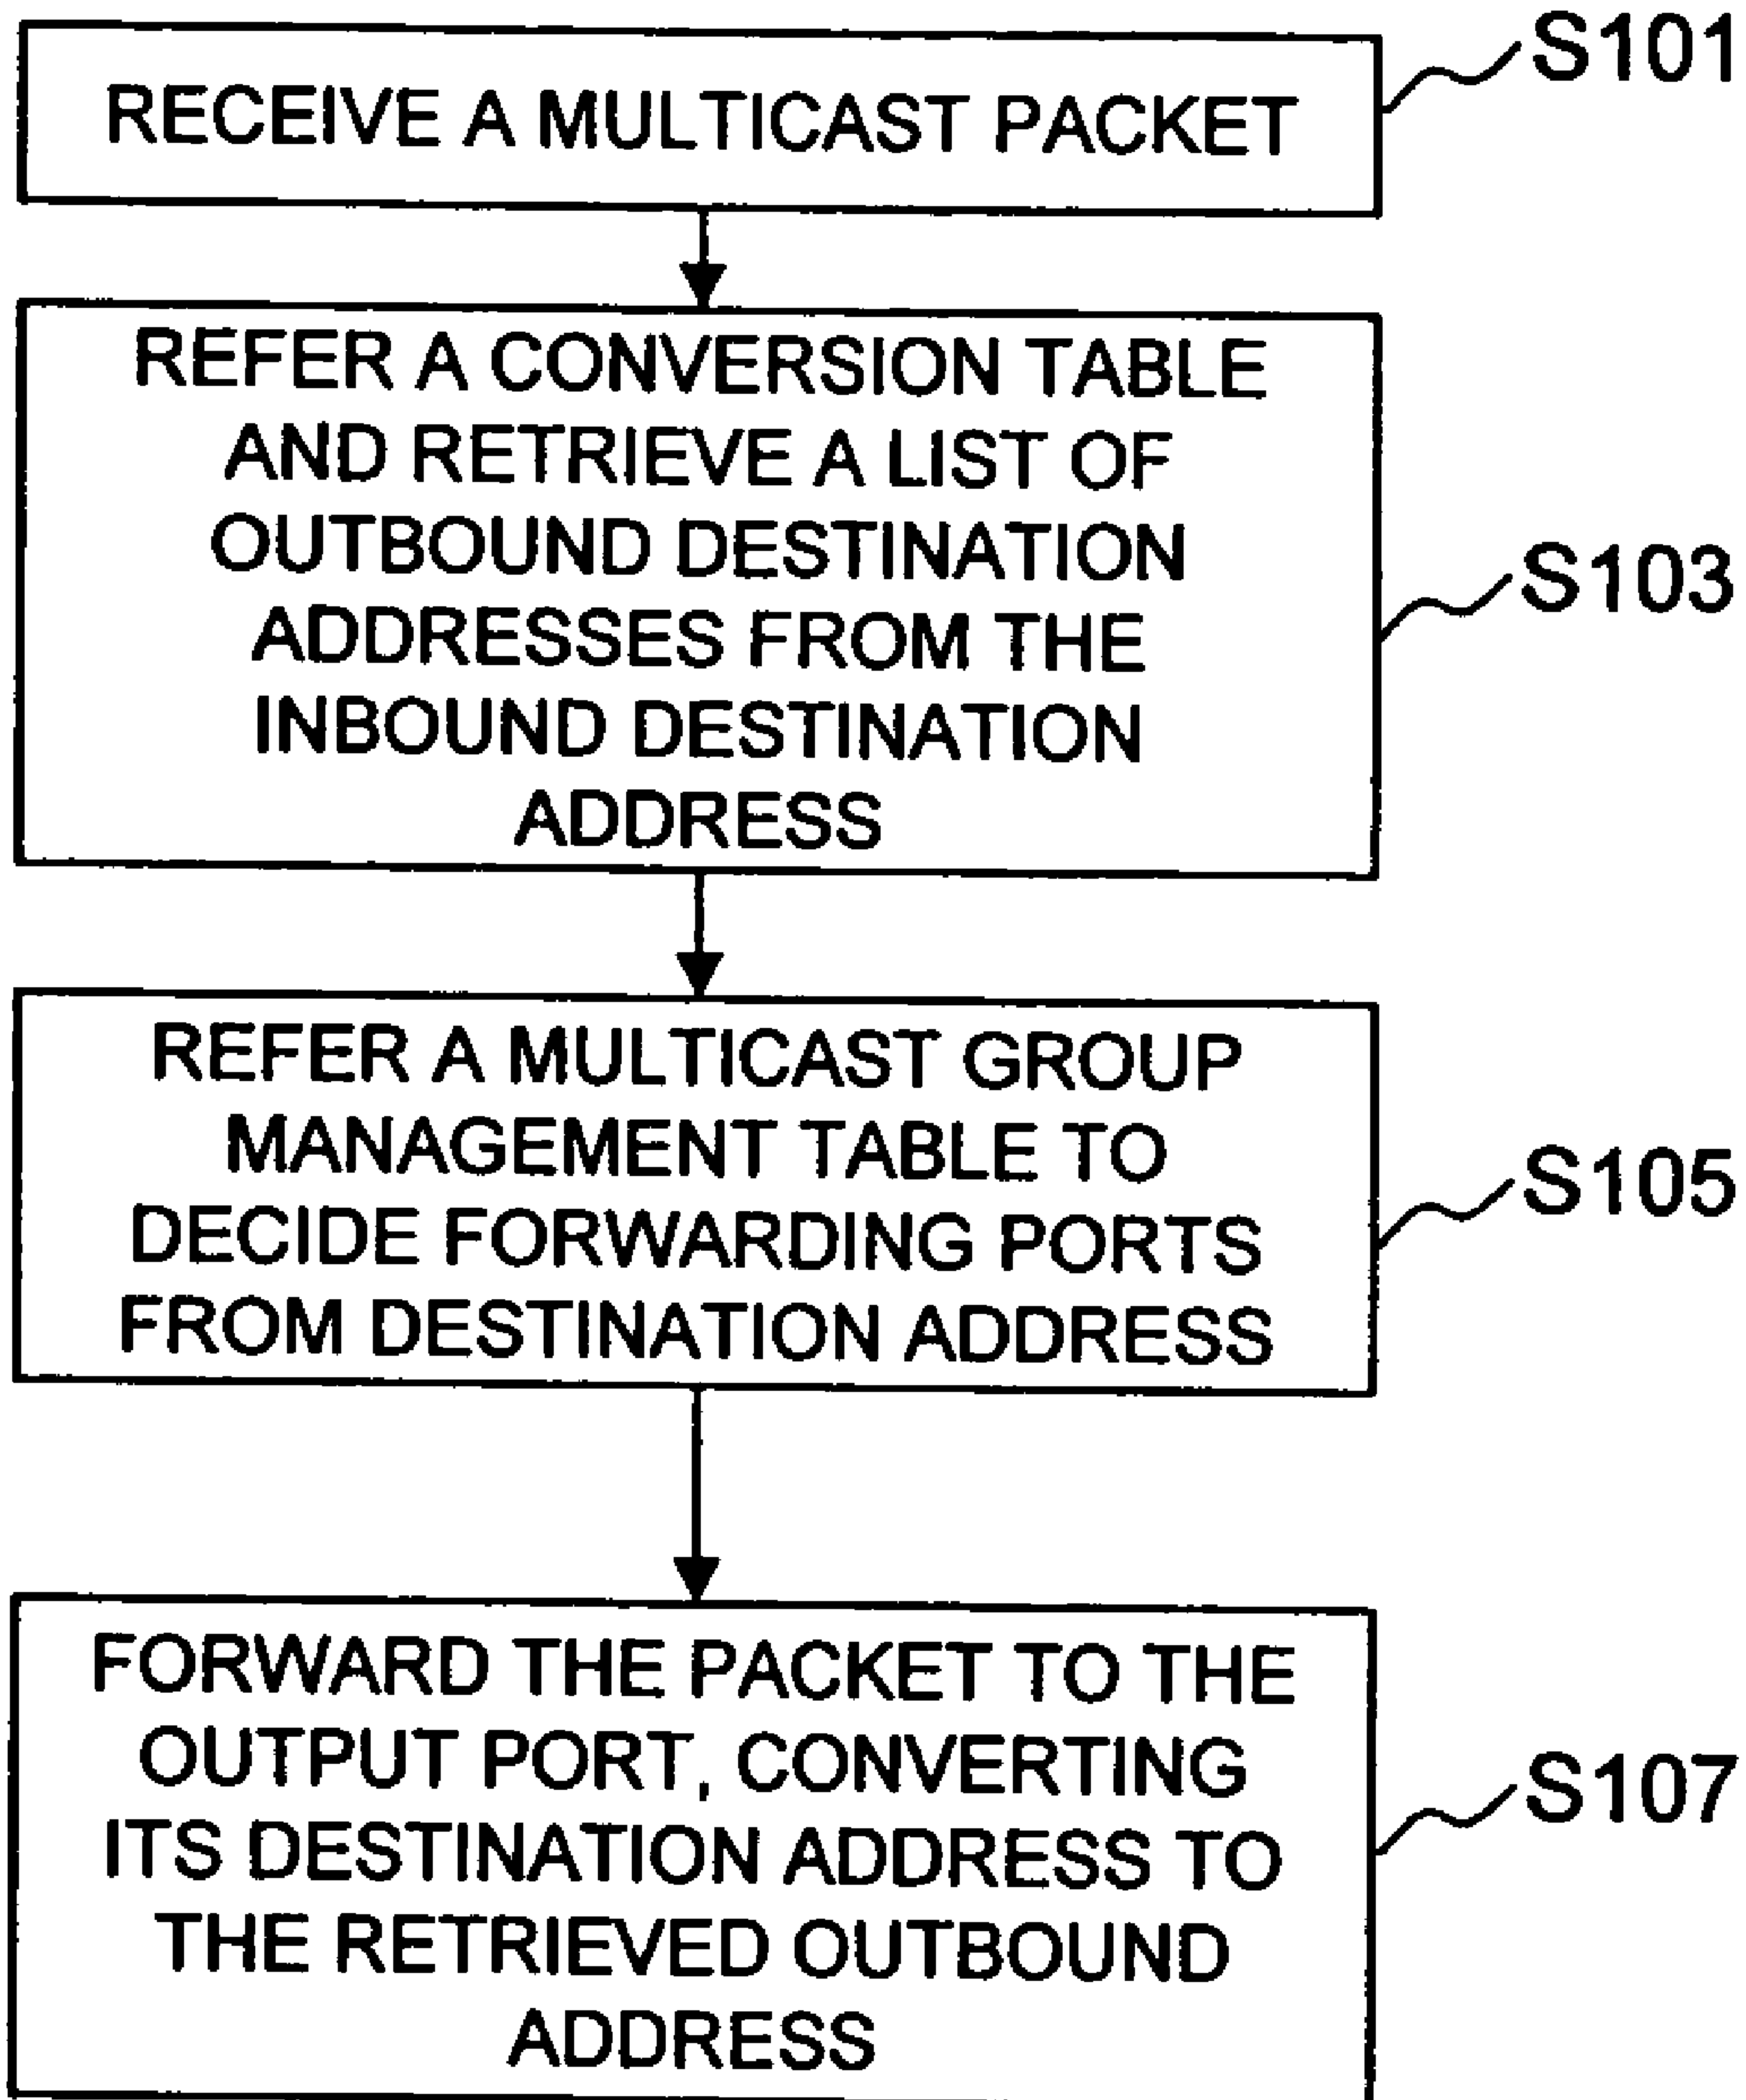 RECEIVE A MULTICAST PACKET
S101
REFER A CONVERSION TABLE
AND RETRIEVE A LIST OF
OUTBOUND DESTINATION
ADDRESSES FROM THE
INBOUND DESTINATION
ADDRESS
S103
REFER A MULTICAST GROUP
MANAGEMENT TABLE TO
DECIDE FORWARDING PORTS
FROM DESTINATION ADDRESS
S105
FORWARD THE PACKET TO THE
OUTPUT PORT, CONVERTING
ITS DESTINATION ADDRESS TO
THE RETRIEVED OUTBOUND
ADDRESS
S107